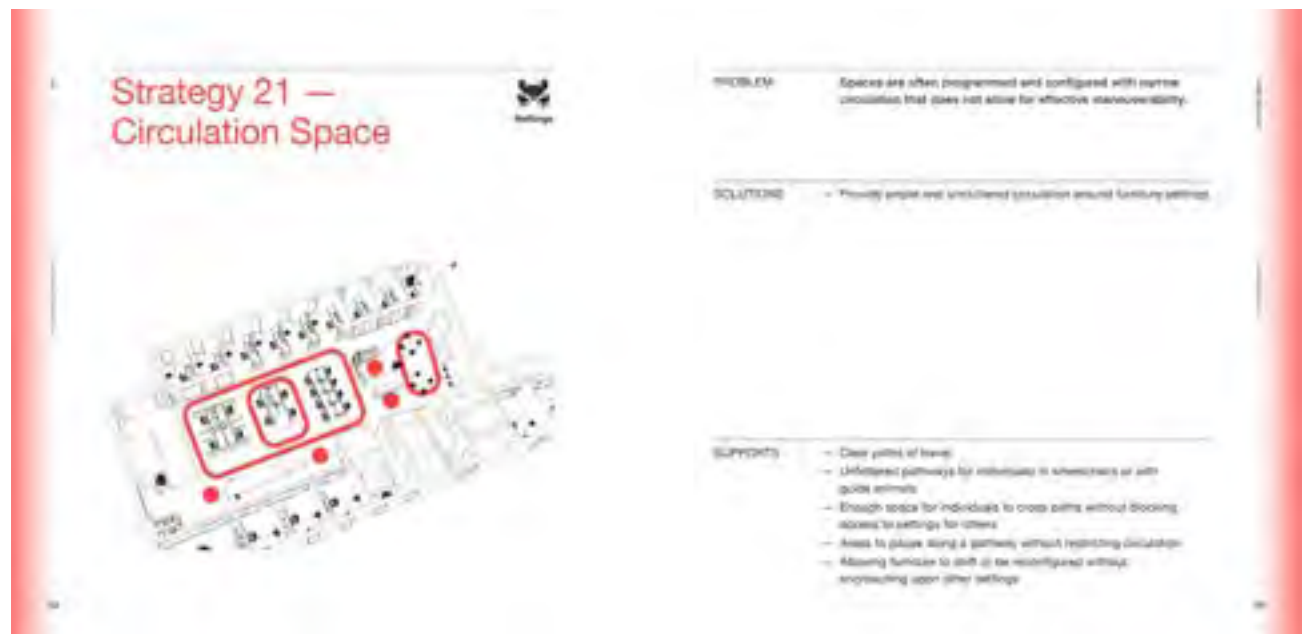 Strategy 21 —
Circulation Space
Settings
PROBLEM
Spaces are often programmed and configured with narrow
circulation that does not allow for effective maneuverability.
SOLUTIONS
— Provide ample and uncluttered circulation around furniture settings
SUPPORTS
— Clear paths of travel
— Unfettered pathways for individuals in wheelchairs or with
guide animals
— Enough space for individuals to cross paths without blocking
access to settings for others
— Areas to pause along a pathway without restricting circulation
— Allowing furniture to shift or be reconfigured without
encroaching upon other settings